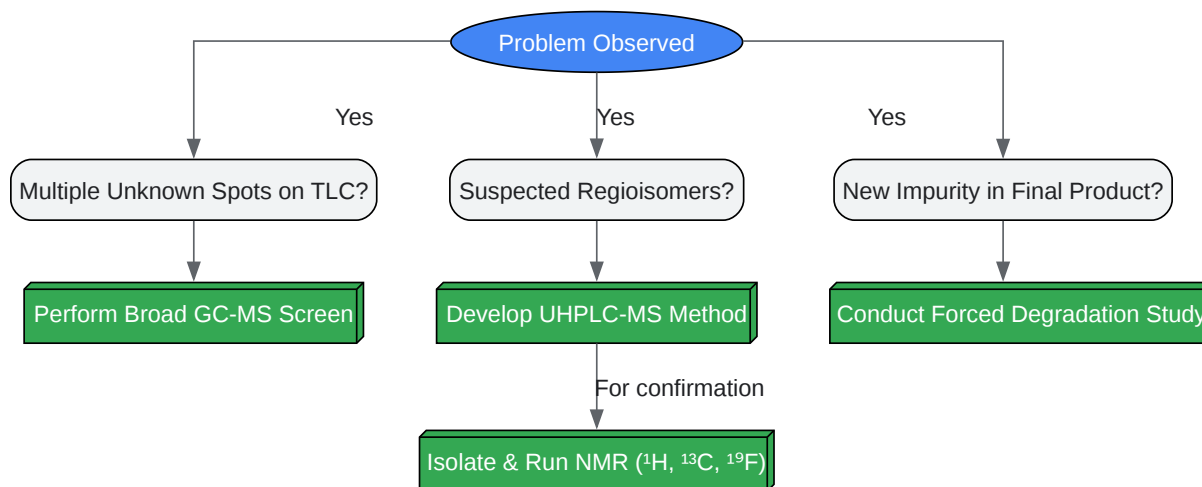 Problem Observed
Yes
Yes
Yes
Multiple Unknown Spots on TLC?
Suspected Regioisomers?
New Impurity in Final Product?
Perform Broad GC-MS Screen
Develop UHPLC-MS Method
Conduct Forced Degradation Study
For confirmation
Isolate & Run NMR (¹H, ¹³C, ¹⁹F)